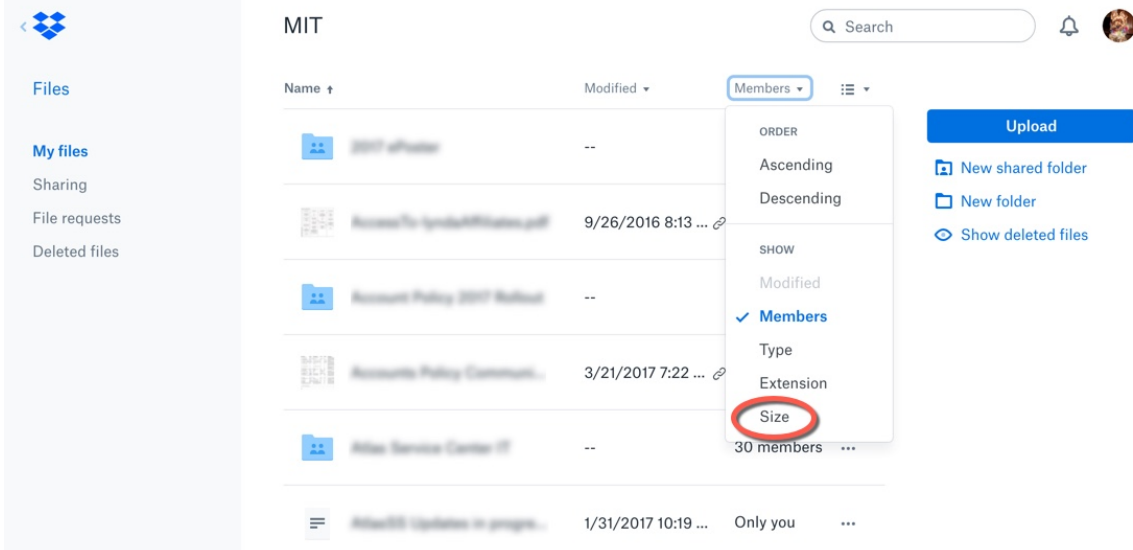 MIT
Search
Files
My files
Sharing
File requests
Deleted files
Name
Modified
Members
--
9/26/2016 8:13 ...
--
3/21/2017 7:22 ...
--
30 members
1/31/2017 10:19 ...
Only you
ORDER
Ascending
Descending
SHOW
Modified
Members
Type
Extension
Size
Upload
New shared folder
New folder
Show deleted files